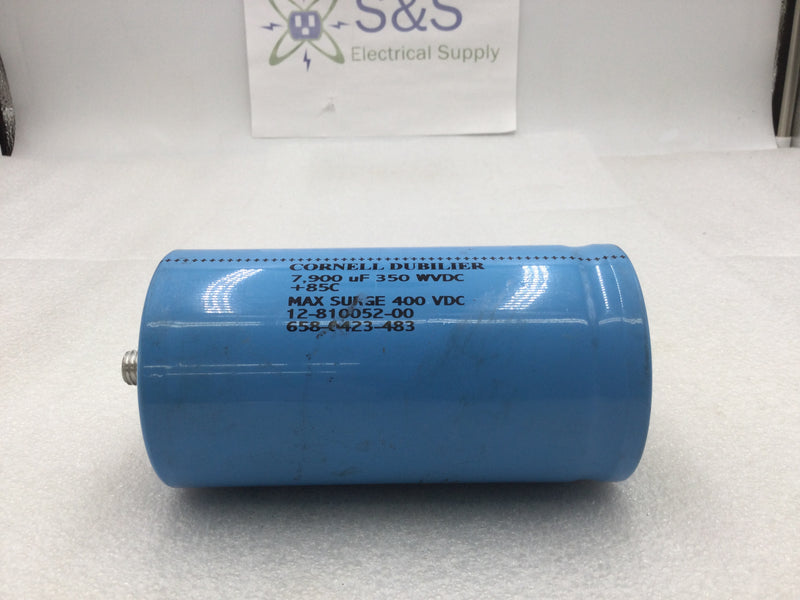 S&S
Electrical Supply
++++++++++++++++++++++++++++++++++++++++++++++++++++++++++++++++++++++++
CORNELL DUBILIER
7,900 uF 350 WVDC
+85C
MAX SURGE 400 VDC
12-810052-00
658-0423-483